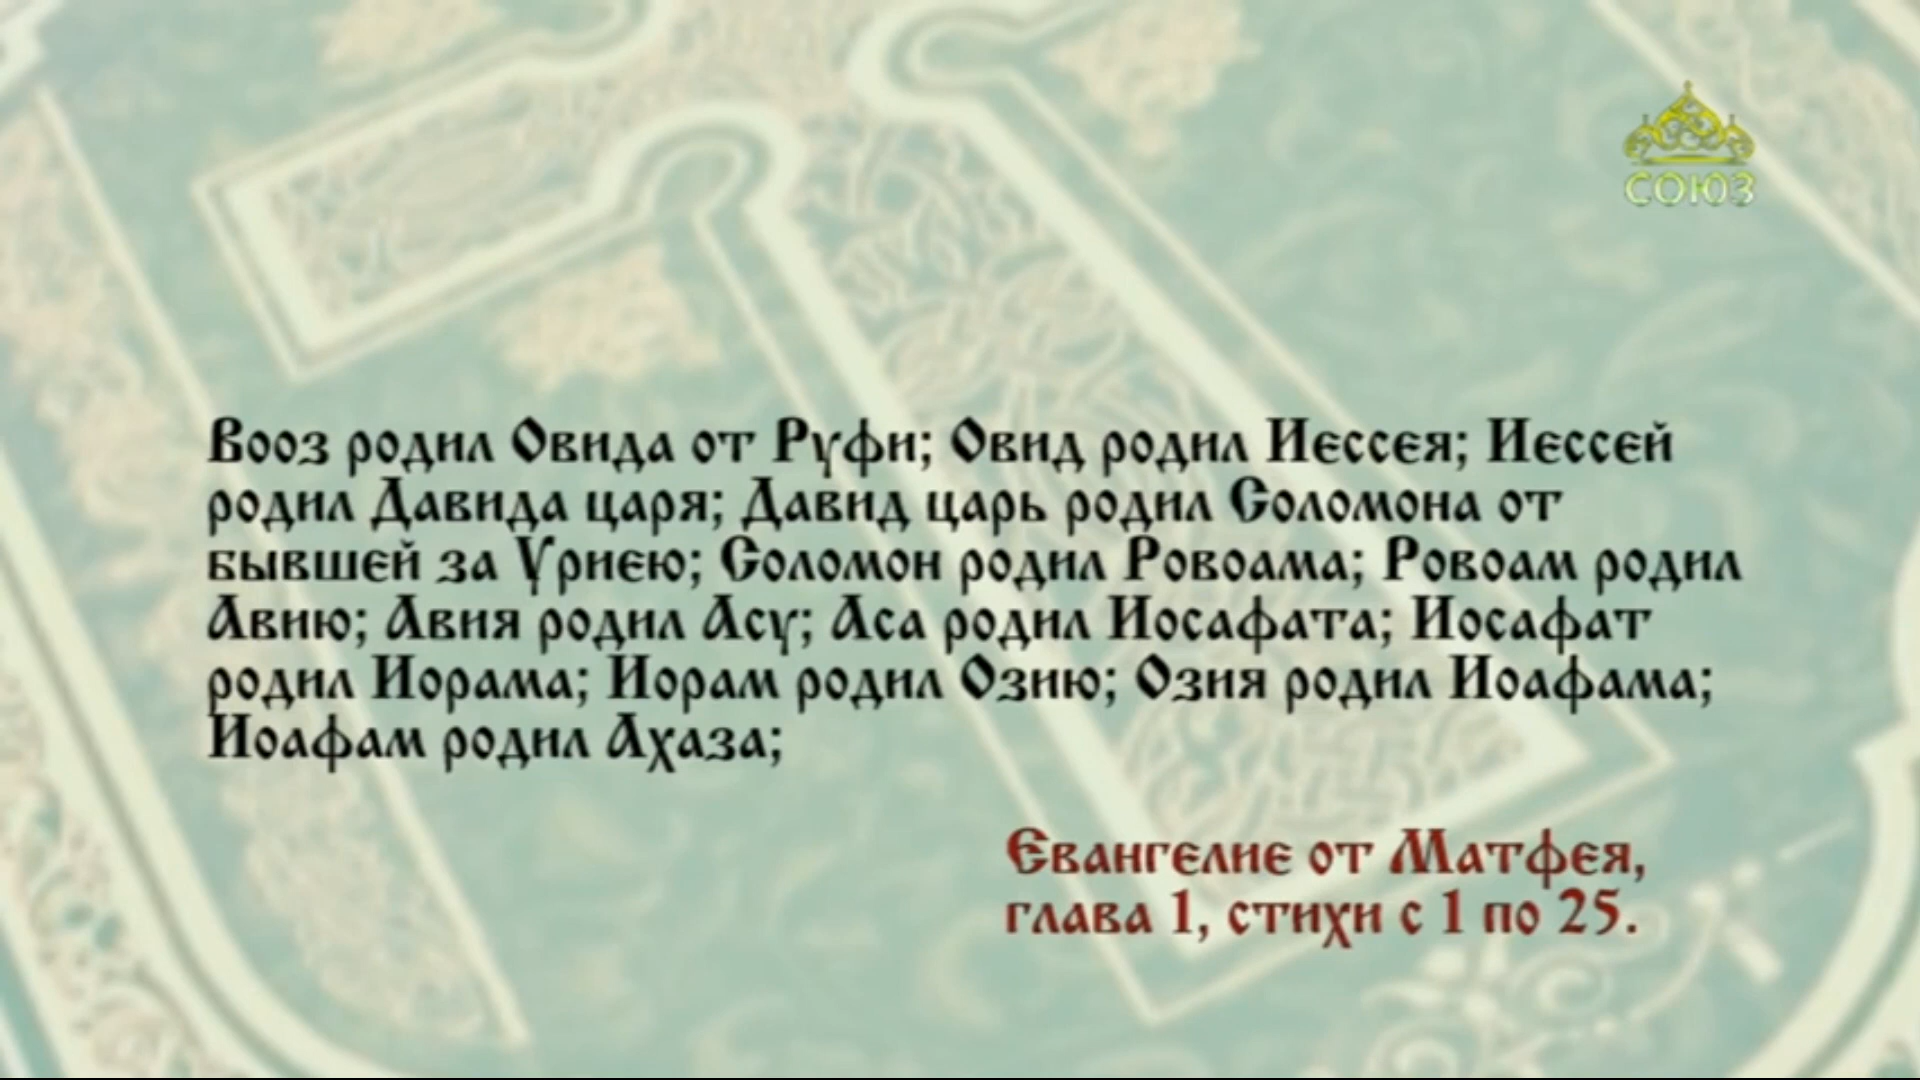 СОЮЗ
Вооз родил Овида от Руфи; Овид родил Иессея; Иессей
родил Давида царя; Давид царь родил Соломона от
бывшей за Уриею; Соломон родил Ровоама; Ровоам родил
Авию; Авия родил Асу; Аса родил Иосафата; Иосафат
родил Иорама; Иорам родил Озию; Озия родил Иоафама;
Иоафам родил Ахаза;
Евангелие от Матфея,
глава 1, стихи с 1 по 25.